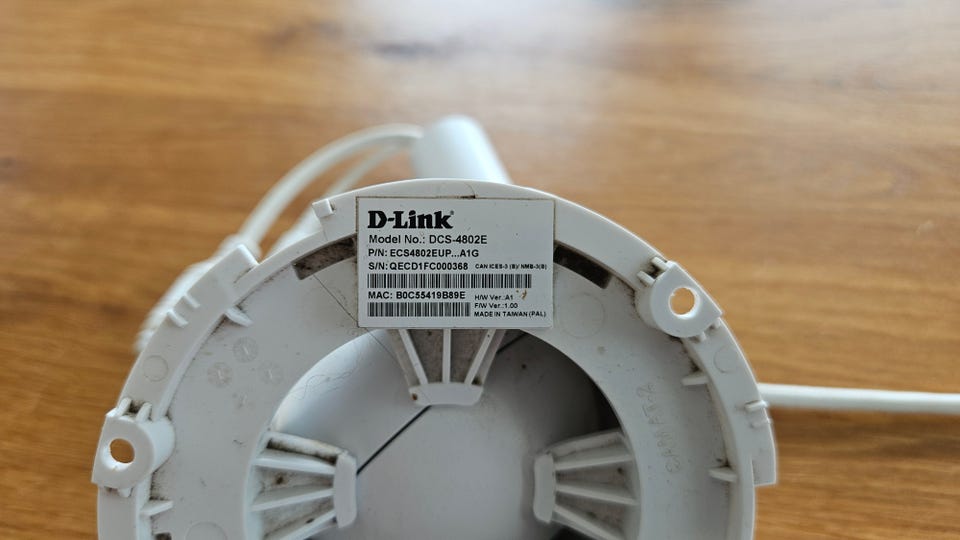 D-Link®
Model No.: DCS-4802E
P/N: ECS4802EUP...A1G
S/N: QECD1FC000368 CAN ICES-3 (B)/ NMB-3(B)
MAC: B0C55419B89E
H/W Ver.:A1
F/W Ver.:1.00
MADE IN TAIWAN (PAL)